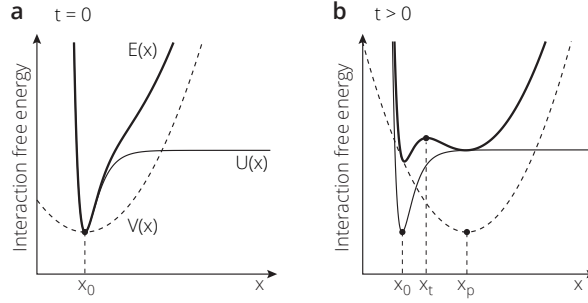 a
t = 0
Interaction free energy
E(x)
U(x)
V(x)
x0
x
b
t > 0
Interaction free energy
x0
xt
xp
x